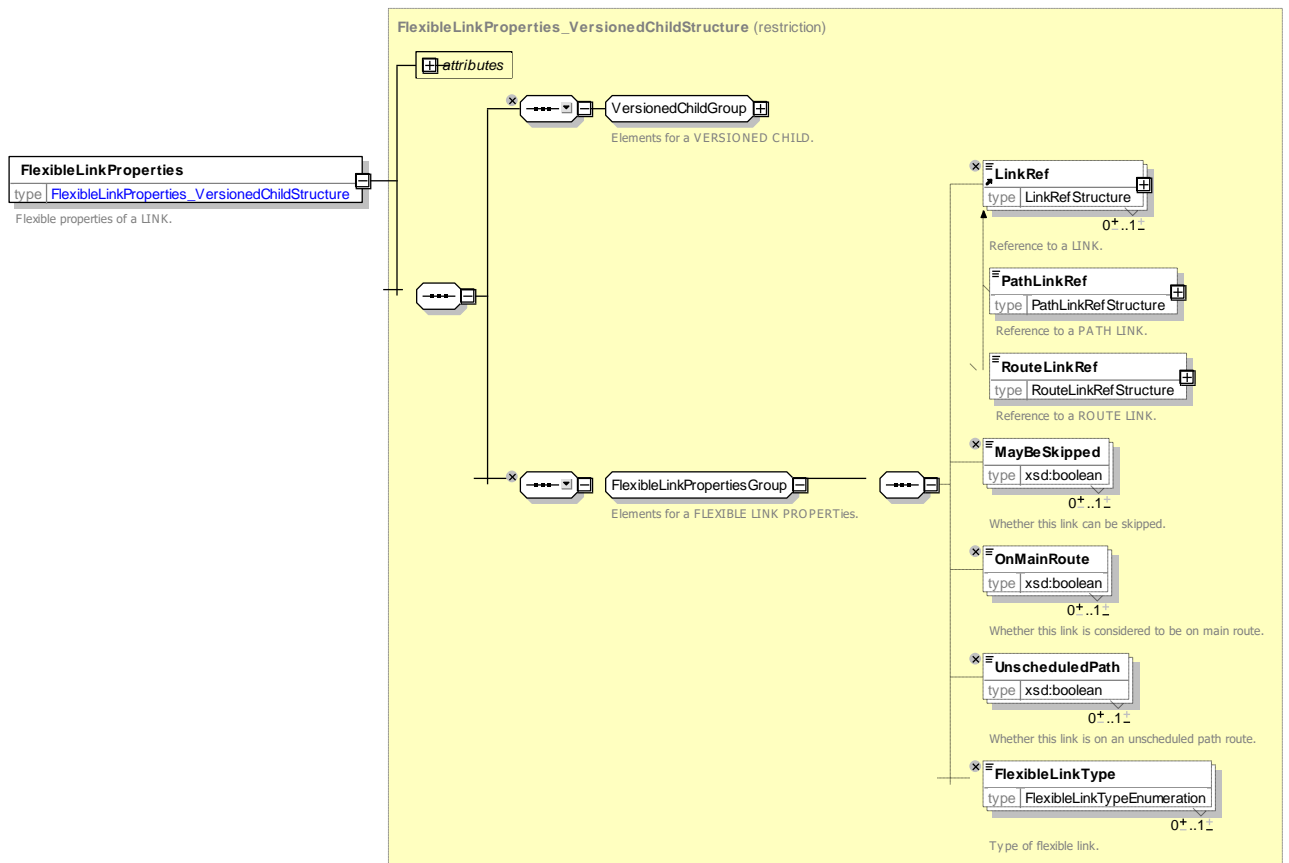 FlexibleLinkProperties_VersionedChildStructure (restriction)
attributes
VersionedChildGroup
Elements for a VERSIONED CHILD.
FlexibleLinkProperties
type FlexibleLinkProperties_VersionedChildStructure
Flexible properties of a LINK.
LinkRef
type LinkRefStructure
0..1
Reference to a LINK.
PathLinkRef
type PathLinkRefStructure
Reference to a PATH LINK.
RouteLinkRef
type RouteLinkRefStructure
Reference to a ROUTE LINK.
FlexibleLinkPropertiesGroup
Elements for a FLEXIBLE LINK PROPERTies.
MayBeSkipped
type xsd:boolean
0..1
Whether this link can be skipped.
OnMainRoute
type xsd:boolean
0..1
Whether this link is considered to be on main route.
UnscheduledPath
type xsd:boolean
0..1
Whether this link is on an unscheduled path route.
FlexibleLinkType
type FlexibleLinkTypeEnumeration
0..1
Type of flexible link.